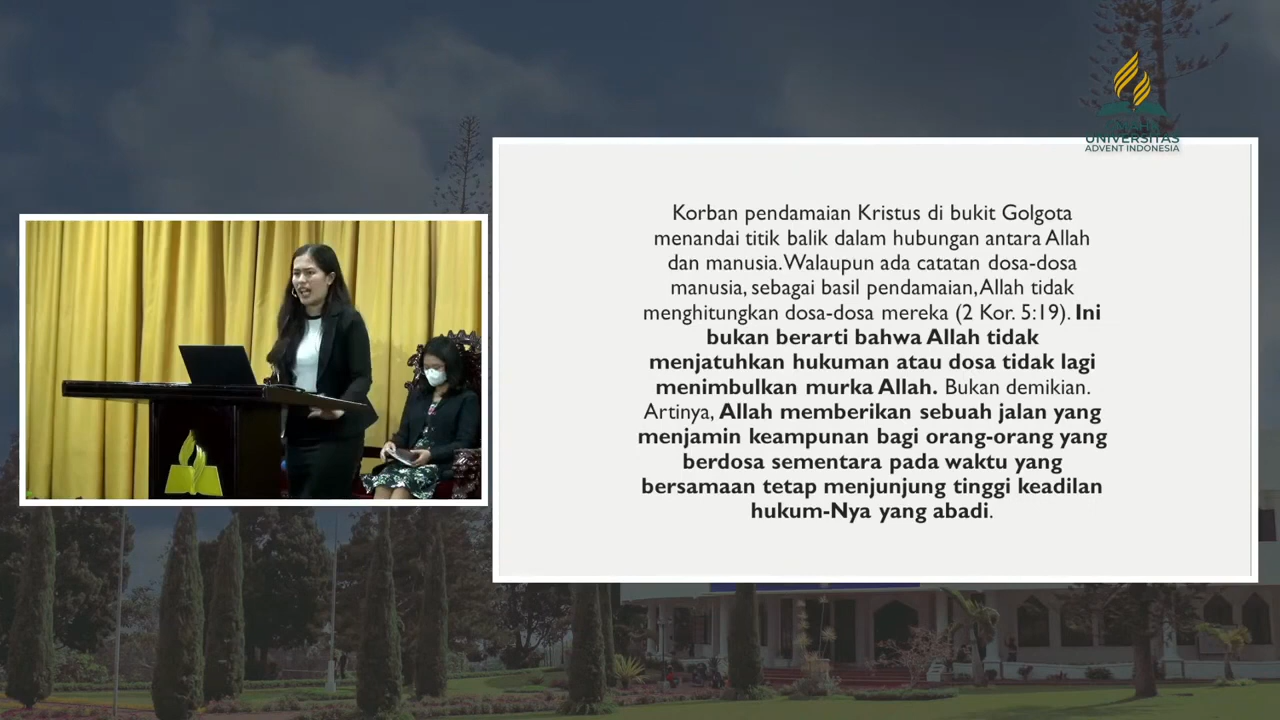 UNIVERSITAS
ADVENT INDONESIA
Korban pendamaian Kristus di bukit Golgota
menandai titik balik dalam hubungan antara Allah
dan manusia. Walaupun ada catatan dosa-dosa
manusia, sebagai basil pendamaian, Allah tidak
menghitungkan dosa-dosa mereka (2 Kor. 5:19). Ini
bukan berarti bahwa Allah tidak
menjatuhkan hukuman atau dosa tidak lagi
menimbulkan murka Allah. Bukan demikian.
Artinya, Allah memberikan sebuah jalan yang
menjamin keampunan bagi orang-orang yang
berdosa sementara pada waktu yang
bersamaan tetap menjunjung tinggi keadilan
hukum-Nya yang abadi.